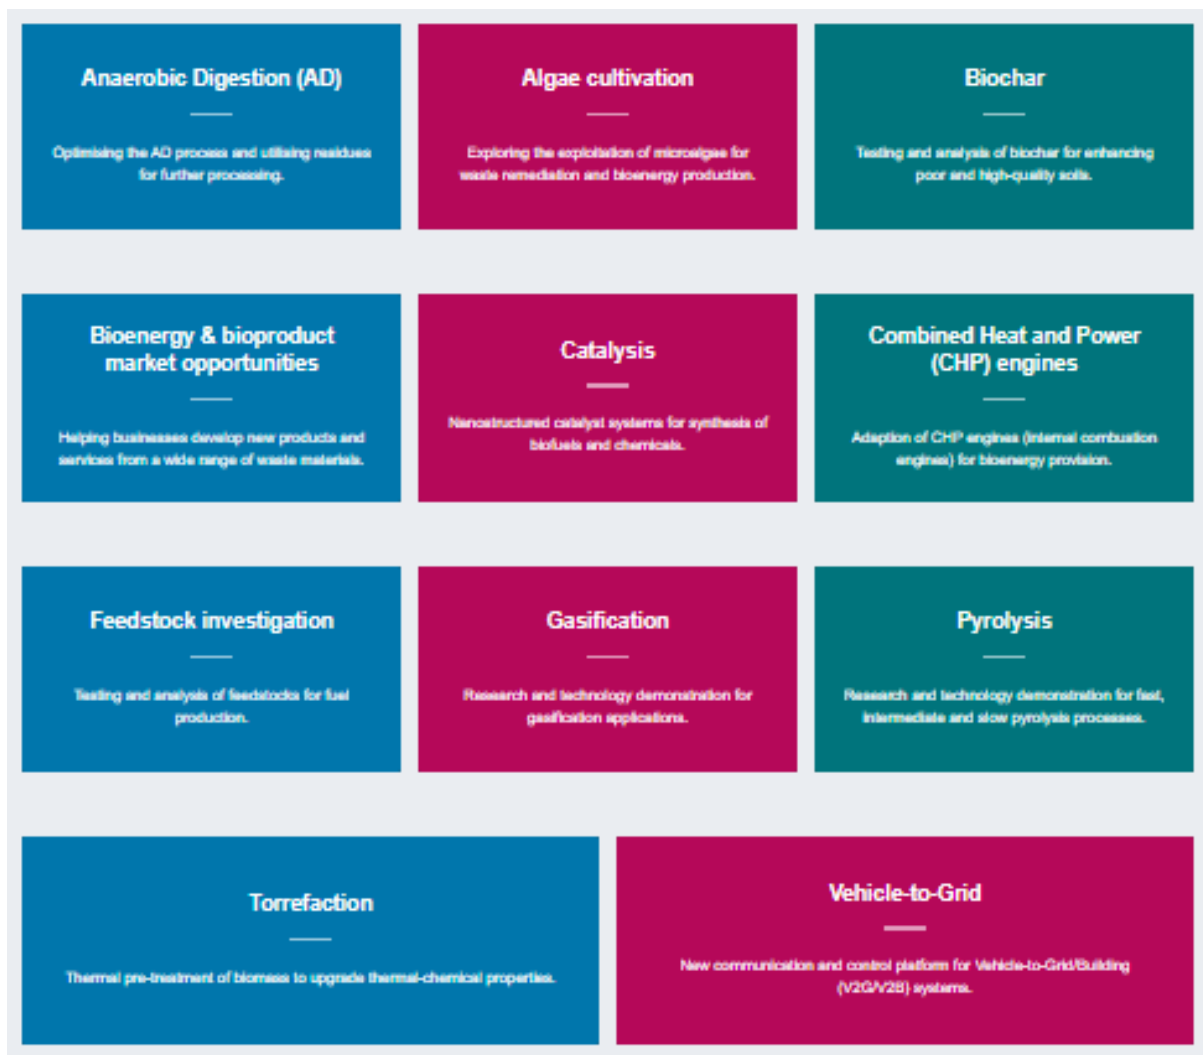 Anaerobic Digestion (AD)
Optimising the AD process and utilising residues
for further processing.
Algae cultivation
Exploring the exploitation of microalgae for
waste remediation and bioenergy production.
Biochar
Testing and analysis of biochar for enhancing
poor and high-quality soils.
Bioenergy & bioproduct
market opportunities
Helping businesses develop new products and
services from a wide range of waste materials.
Catalysis
Nanostructured catalyst systems for synthesis of
biofuels and chemicals.
Combined Heat and Power
(CHP) engines
Adaption of CHP engines (internal combustion
engines) for bioenergy provision.
Feedstock investigation
Testing and analysis of feedstocks for fuel
production.
Gasification
Research and technology demonstration for
gasification applications.
Pyrolysis
Research and technology demonstration for fast,
intermediate and slow pyrolysis processes.
Torrefaction
Thermal pre-treatment of biomass to upgrade thermal-chemical properties.
Vehicle-to-Grid
New communication and control platform for Vehicle-to-Grid/Building
(V2G/V2B) systems.